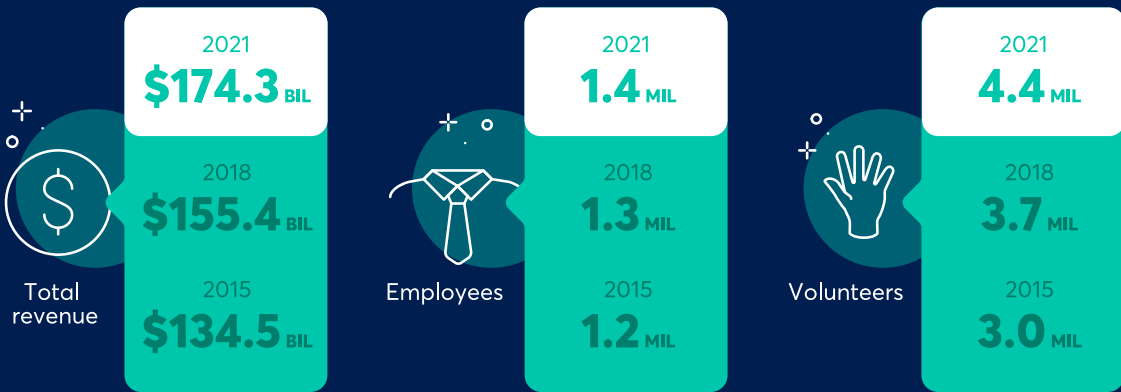 2021
$174.3 BIL
2018
$155.4 BIL
2015
$134.5 BIL
Total
revenue
2021
1.4 MIL
2018
1.3 MIL
2015
1.2 MIL
Employees
2021
4.4 MIL
2018
3.7 MIL
2015
3.0 MIL
Volunteers